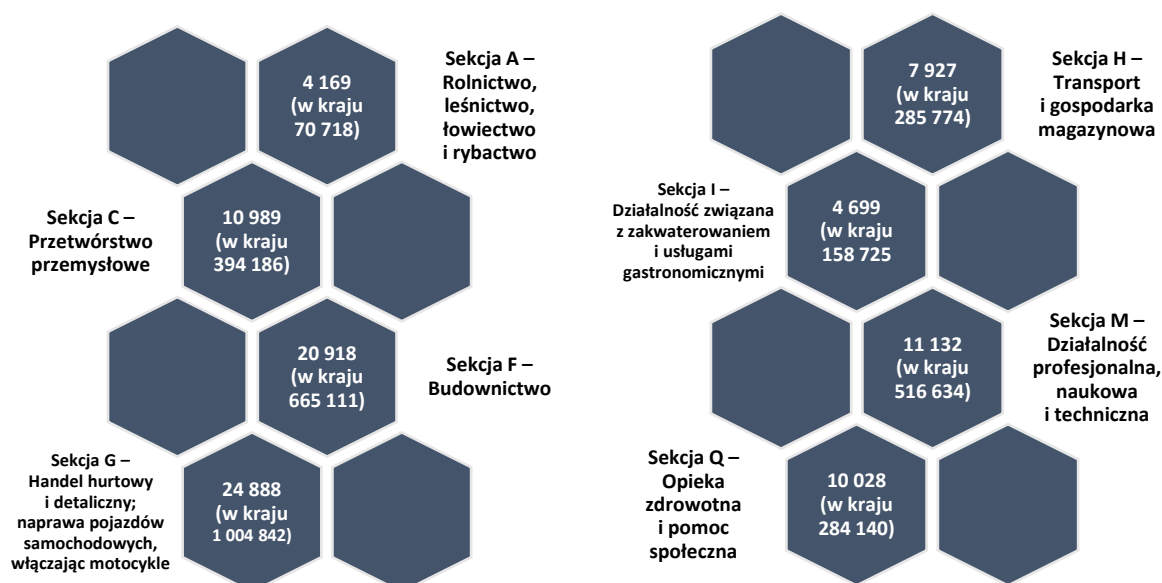 4 169
(w kraju
70 718)
Sekcja A –
Rolnictwo,
leśnictwo,
łowiectwo
i rybactwo
Sekcja C –
Przetwórstwo
przemysłowe
10 989
(w kraju
394 186)
20 918
(w kraju
665 111)
Sekcja F –
Budownictwo
Sekcja G –
Handel hurtowy
i detaliczny;
naprawa pojazdów
samochodowych,
włączając motocykle
24 888
(w kraju
1 004 842)
7 927
(w kraju
285 774)
Sekcja H –
Transport
i gospodarka
magazynowa
Sekcja I –
Działalność związana
z zakwaterowaniem
i usługami
gastronomicznymi
4 699
(w kraju
158 725
11 132
(w kraju
516 634)
Sekcja M –
Działalność
profesjonalna,
naukowa
i techniczna
Sekcja Q –
Opieka
zdrowotna
i pomoc
społeczna
10 028
(w kraju
284 140)